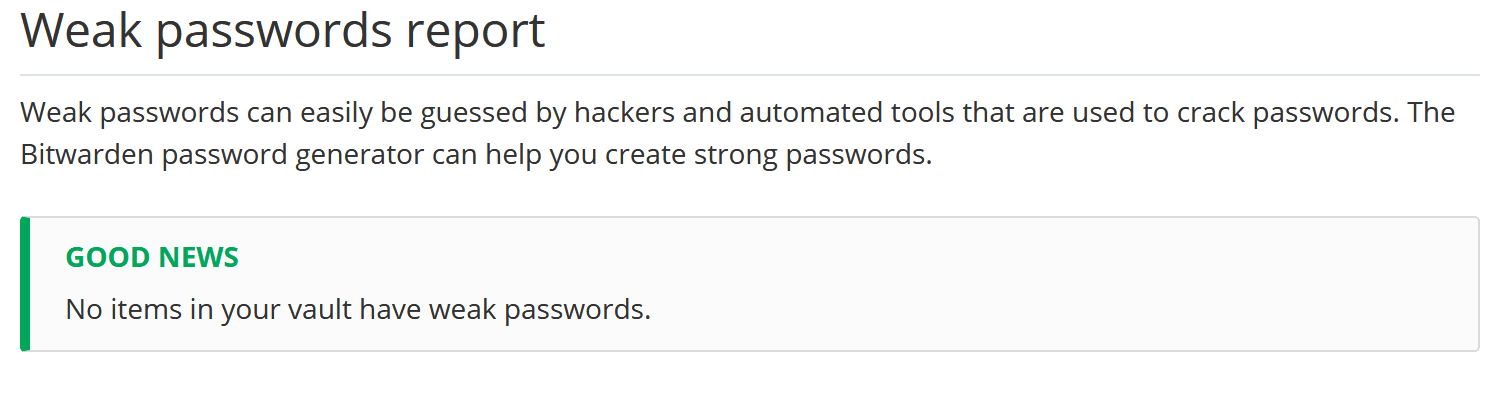 Weak passwords report
Weak passwords can easily be guessed by hackers and automated tools that are used to crack passwords. The
Bitwarden password generator can help you create strong passwords.
GOOD NEWS
No items in your vault have weak passwords.